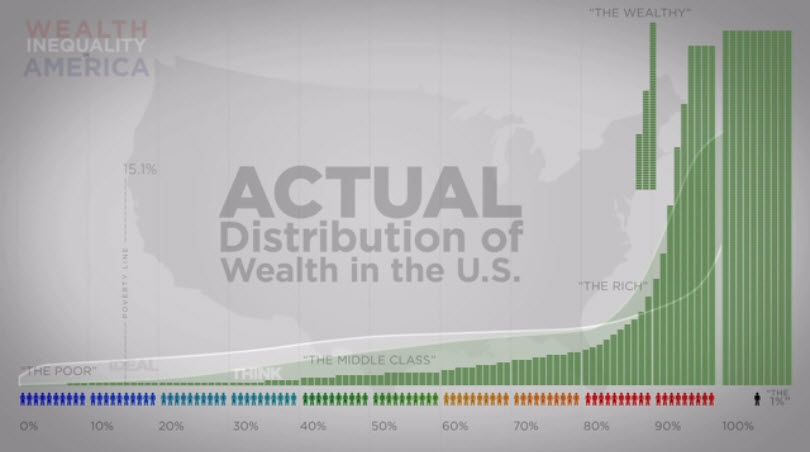 WEALTH
INEQUALITY
IN
AMERICA
"THE WEALTHY"
15.1%
ACTUAL
Distribution of
Wealth in the U.S.
POVERTY LINE
"THE RICH"
"THE MIDDLE CLASS"
"THE POOR"
IDEAL
THINK
"THE
1%"
0% 10% 20% 30% 40% 50% 60% 70% 80% 90% 100%